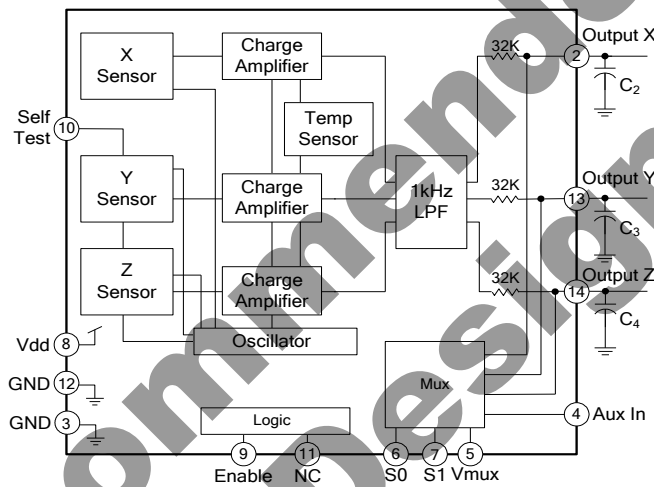 X
Sensor
Charge
Amplifier
32K
Output X
2
C2
Self
Test
10
Temp
Sensor
Y
Sensor
Charge
Amplifier
1kHz
LPF
32K
Output Y
13
C3
Z
Sensor
Charge
Amplifier
32K
Output Z
14
C4
Oscillator
Vdd
8
GND
12
GND
3
Mux
4
Aux In
Logic
9
11
6
7
5
Enable
NC
S0
S1
Vmux